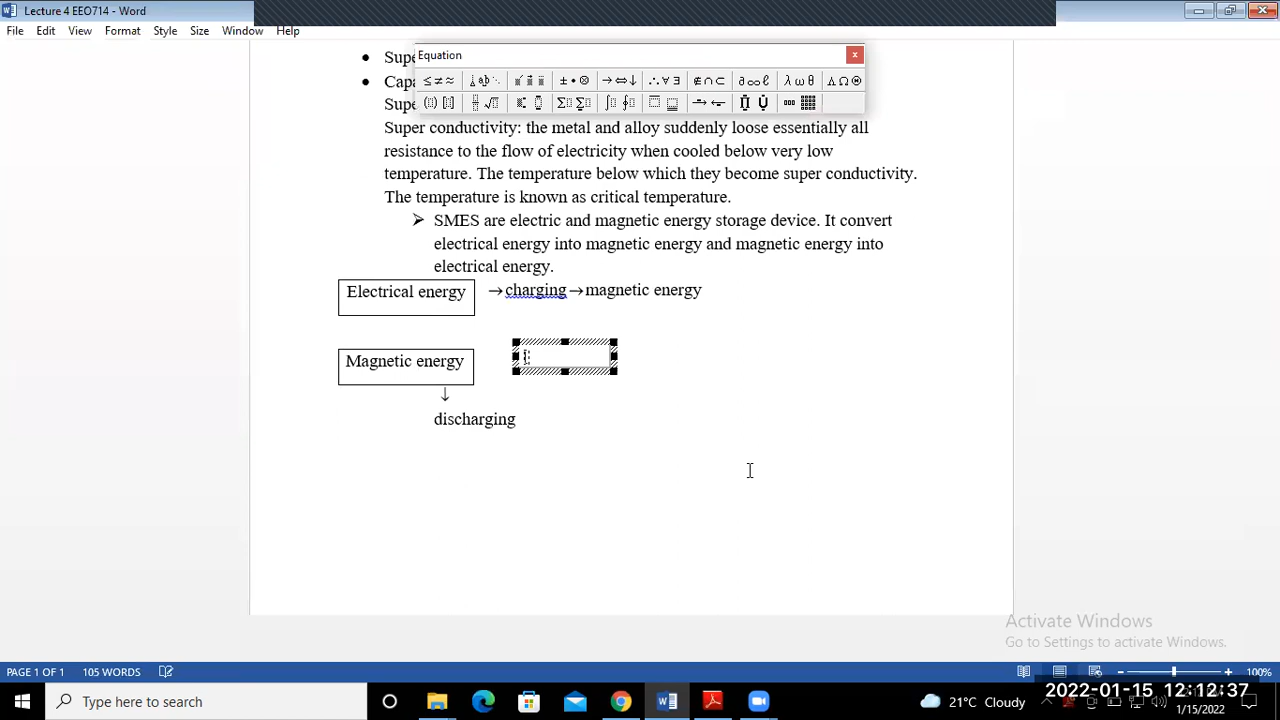 Lecture 4 EEO714 - Word
File Edit View Format Style Size Window Help
Equation
• Supe
• Capa
Supe
Super conductivity: the metal and alloy suddenly loose essentially all
resistance to the flow of electricity when cooled below very low
temperature. The temperature below which they become super conductivity.
The temperature is known as critical temperature.
➢ SMES are electric and magnetic energy storage device. It convert
electrical energy into magnetic energy and magnetic energy into
electrical energy.
Electrical energy →charging→magnetic energy
Magnetic energy
↓
discharging
Activate Windows
Go to Settings to activate Windows.
PAGE 1 OF 1 105 WORDS 100%
Type here to search
21°C Cloudy
2022-01-15 12:12:37
1/15/2022